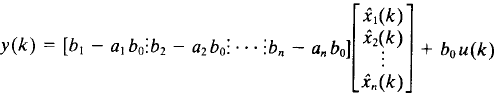 y(k) = [b₁ − a₁b₀⋮b₂ − a₂b₀⋮⋯⋮bₙ − aₙb₀][x̂₁(k) x̂₂(k) ⋮ x̂ₙ(k)] + b₀u(k)